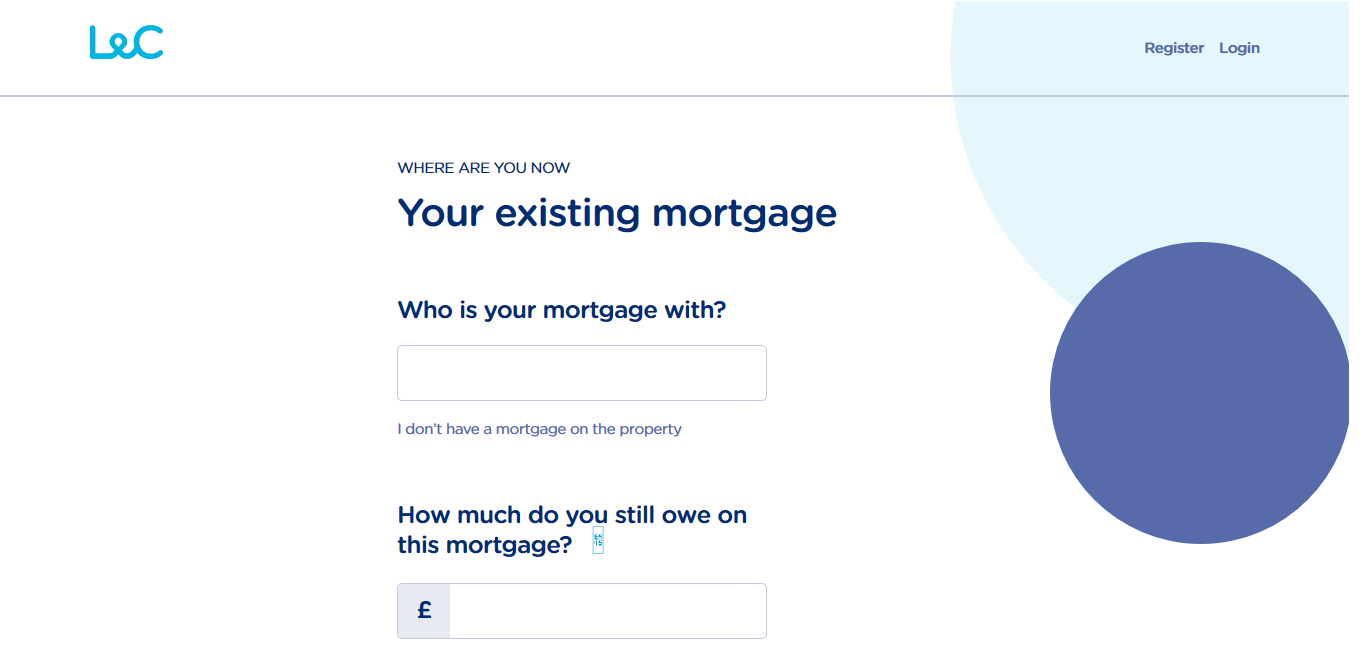 L&C
Register Login
WHERE ARE YOU NOW
Your existing mortgage
Who is your mortgage with?
I don't have a mortgage on the property
How much do you still owe on
this mortgage?
£